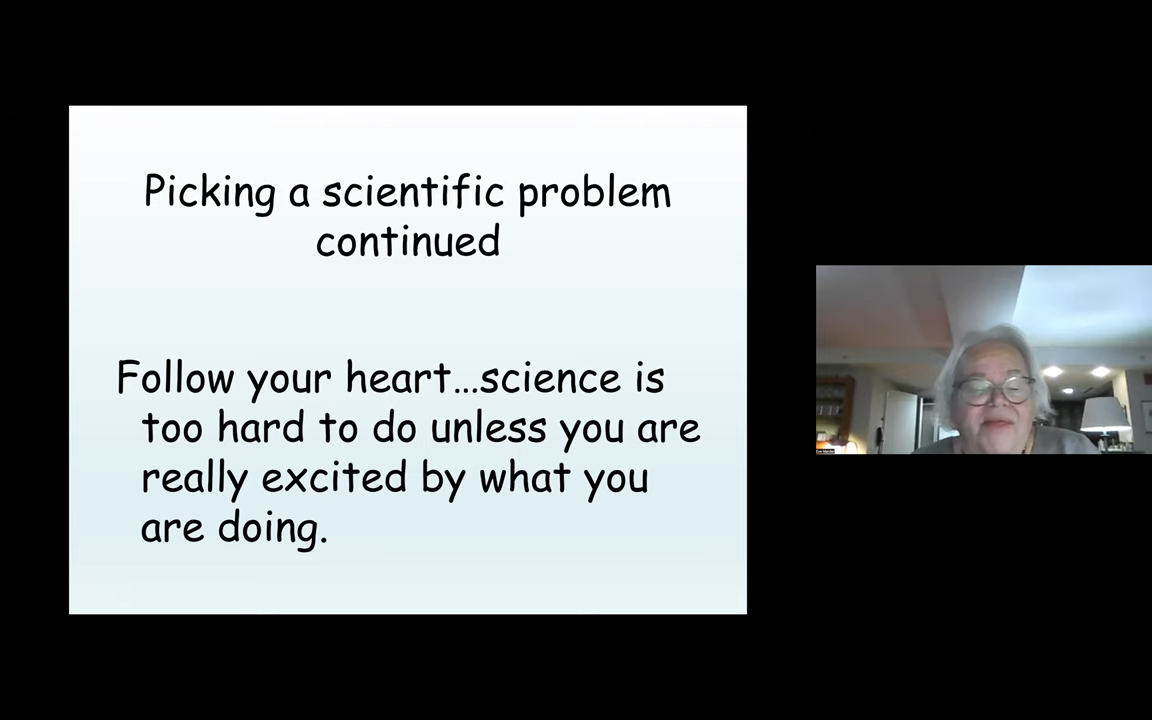 Picking a scientific problem
continued
Follow your heart...science is
too hard to do unless you are
really excited by what you
are doing.